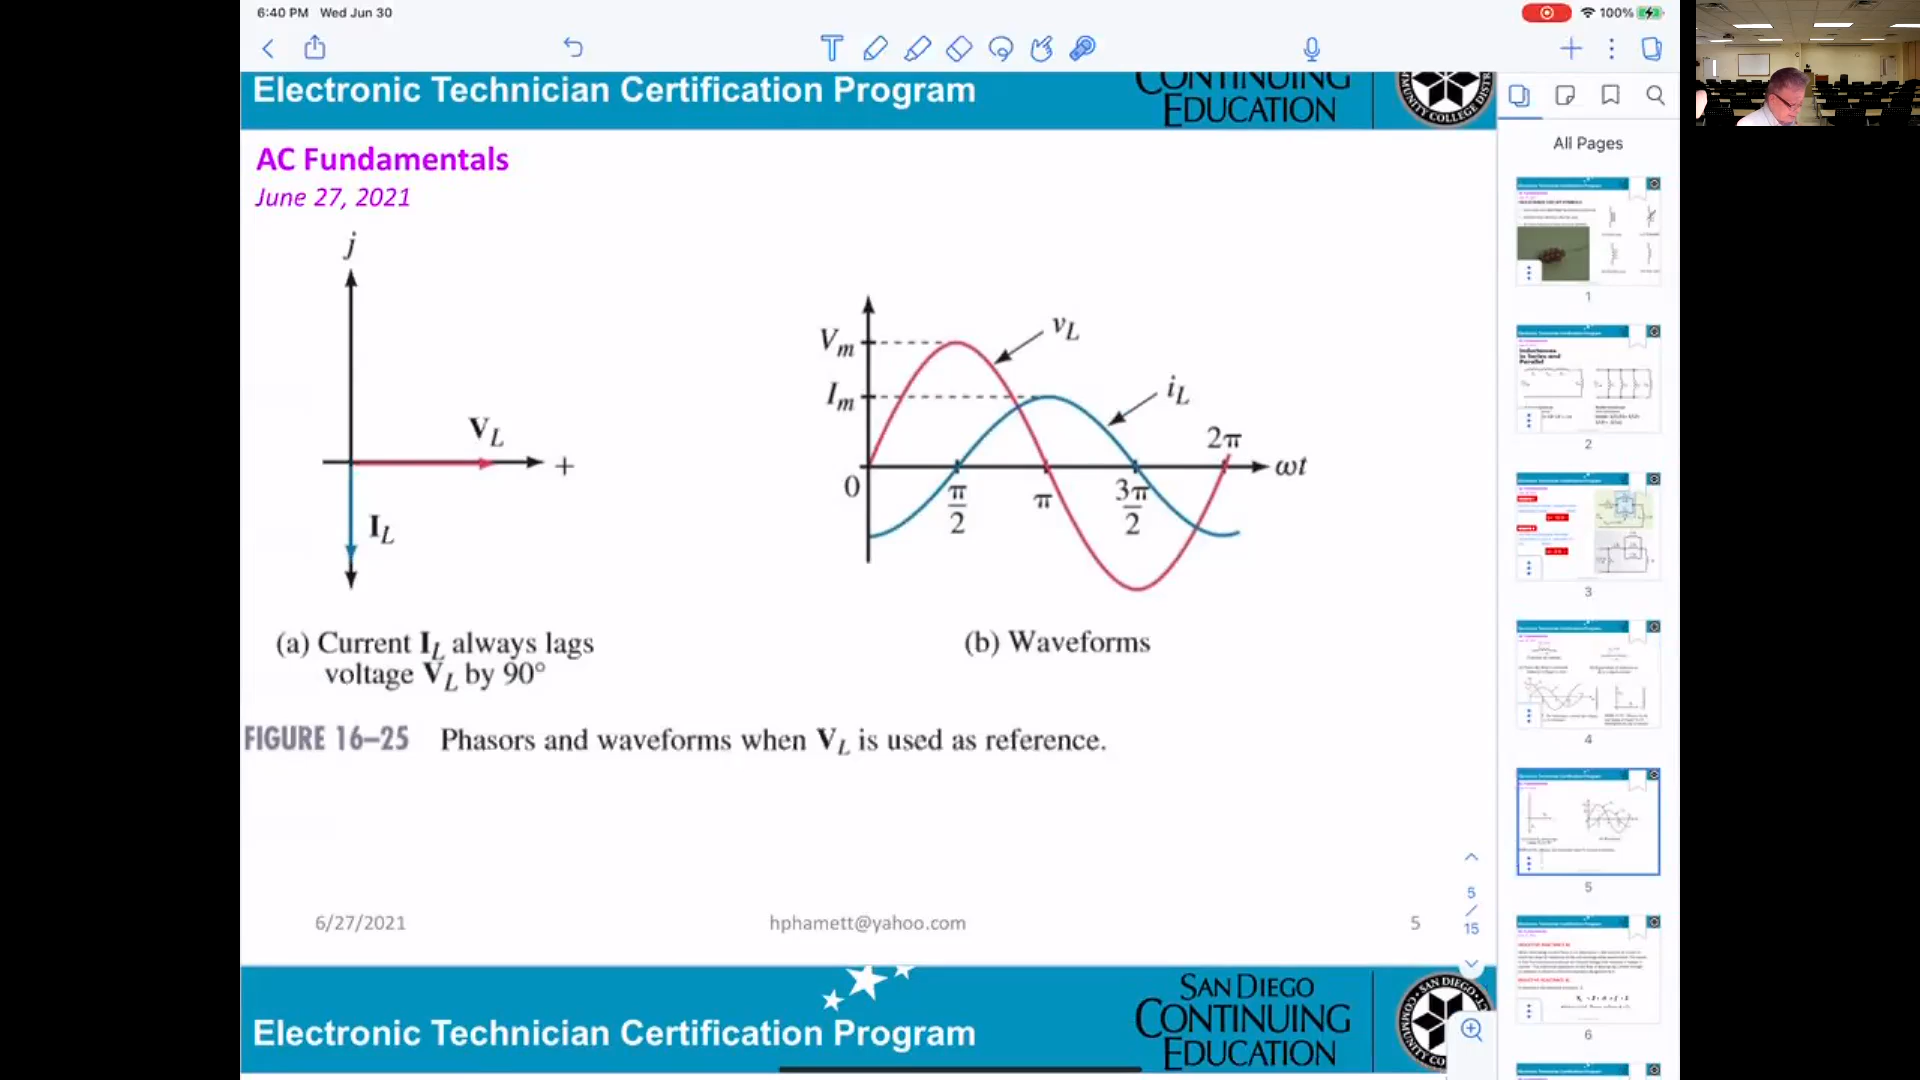 6:40 PM Wed Jun 30
100%
Electronic Technician Certification Program
CONTINUING
EDUCATION
All Pages
AC Fundamentals
June 27, 2021
j
V_L
+
I_L
(a) Current I_L always lags
voltage V_L by 90°
V_m
I_m
v_L
i_L
0
π/2
π
3π/2
2π
ωt
(b) Waveforms
FIGURE 16–25 Phasors and waveforms when V_L is used as reference.
6/27/2021
hphamett@yahoo.com
5
5
/
15
1
2
3
4
5
6
SAN DIEGO
CONTINUING
EDUCATION
Electronic Technician Certification Program